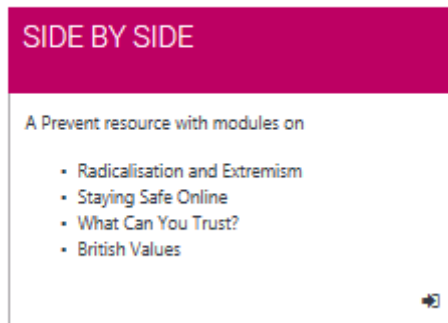 SIDE BY SIDE
A Prevent resource with modules on
▪ Radicalisation and Extremism
▪ Staying Safe Online
▪ What Can You Trust?
▪ British Values